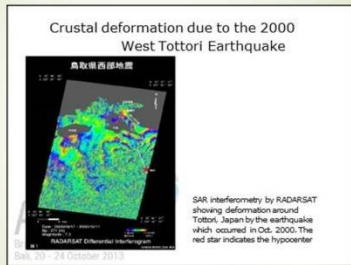 Crustal deformation due to the 2000
West Tottori Earthquake
鳥取県西部地震
SAR interferometry by RADARSAT
showing deformation around
Tottori, Japan by the earthquake
which occurred in Oct. 2000. The
red star indicates the hypocenter
RADARSAT Differential Interferogram
Bali, 20 - 24 October 2013